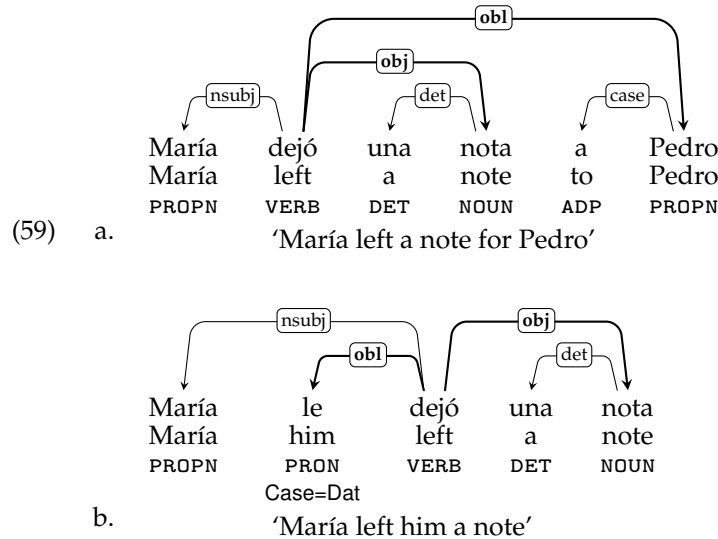 obl
obj
nsubj det case
María dejó una nota a Pedro
María left a note to Pedro
PROPN VERB DET NOUN ADP PROPN
(59) a. ‘María left a note for Pedro’
nsubj obj
obl det
María le dejó una nota
María him left a note
PROPN PRON VERB DET NOUN
Case=Dat
b. ‘María left him a note’